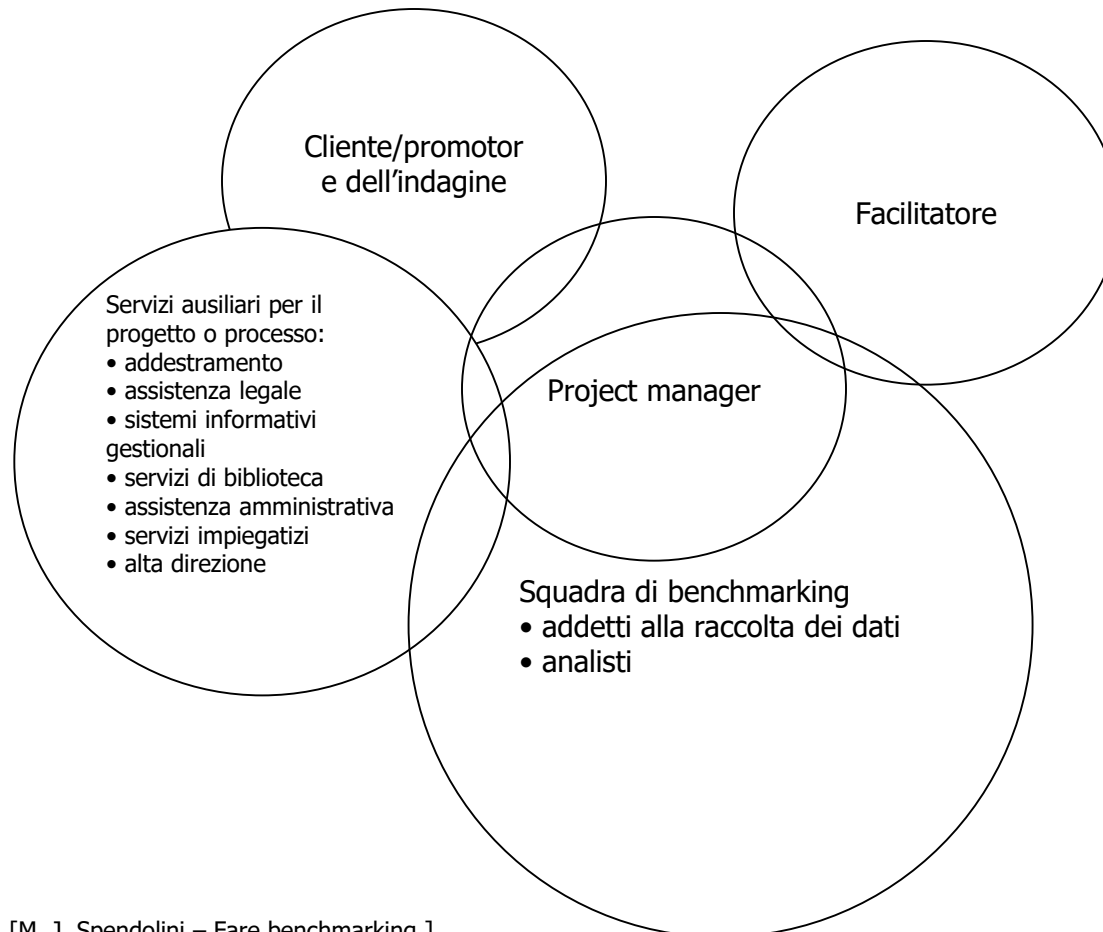 Cliente/promotor
e dell'indagine
Facilitatore
Servizi ausiliari per il
progetto o processo:
• addestramento
• assistenza legale
• sistemi informativi
gestionali
• servizi di biblioteca
• assistenza amministrativa
• servizi impiegatizi
• alta direzione
Project manager
Squadra di benchmarking
• addetti alla raccolta dei dati
• analisti
[M. J. Spendolini – Fare benchmarking ]